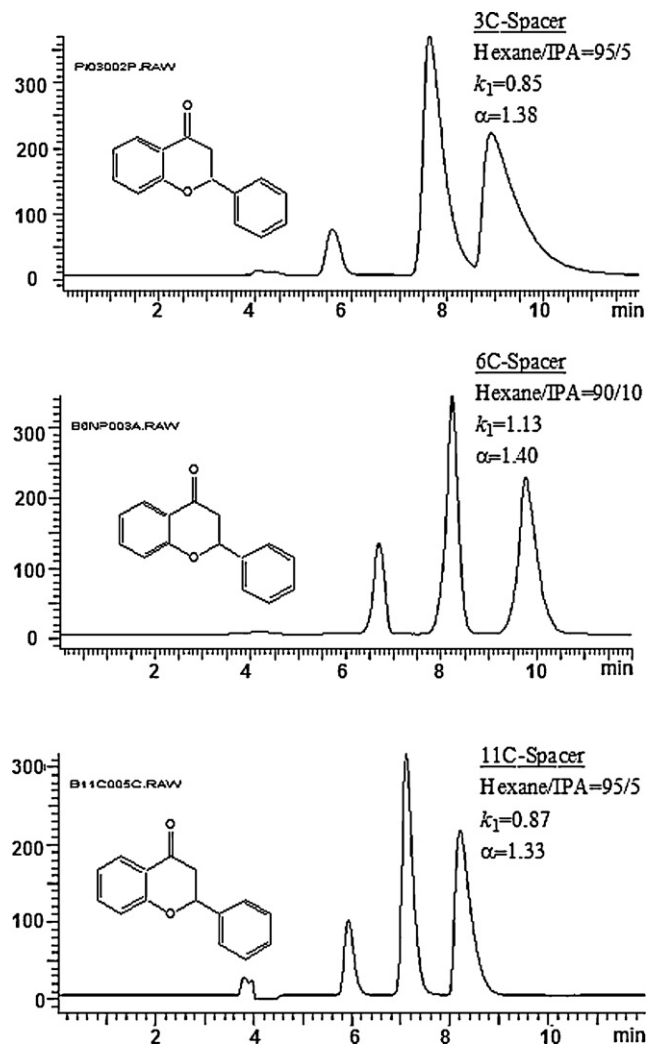 3C-Spacer
Hexane/IPA=95/5
k1=0.85
α=1.38
PI03002P.RAW
300
200
100
0
O
O
2 4 6 8 10 min
6C-Spacer
Hexane/IPA=90/10
k1=1.13
α=1.40
B6NP003A.RAW
300
200
100
0
O
O
2 4 6 8 10 min
11C-Spacer
Hexane/IPA=95/5
k1=0.87
α=1.33
B11C005C.RAW
300
200
100
0
O
O
2 4 6 8 10 min